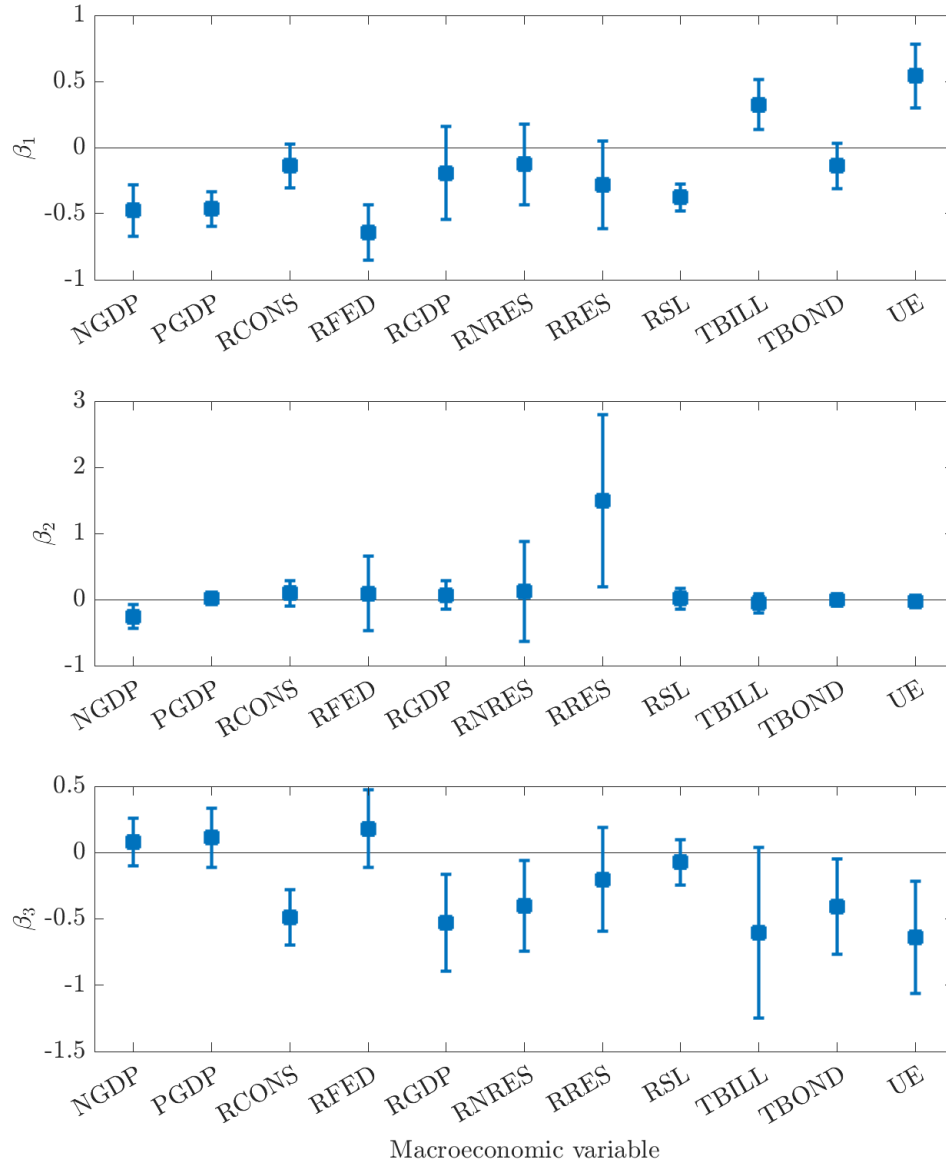 1
0.5
0
-0.5
-1
β1
NGDP PGDP RCONS RFED RGDP RNRES RRES RSL TBILL TBOND UE
3
2
1
0
-1
β2
NGDP PGDP RCONS RFED RGDP RNRES RRES RSL TBILL TBOND UE
0.5
0
-0.5
-1
-1.5
β3
NGDP PGDP RCONS RFED RGDP RNRES RRES RSL TBILL TBOND UE
Macroeconomic variable